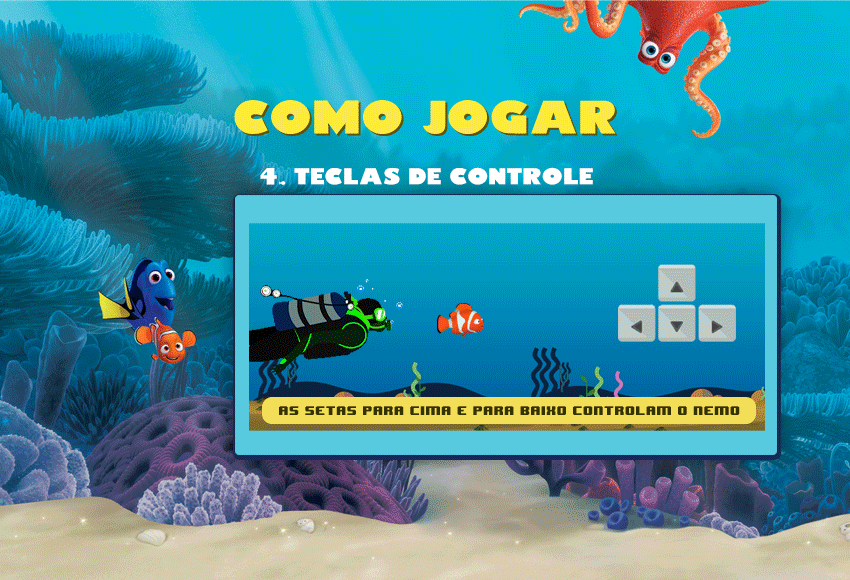 COMO JOGAR
4. TECLAS DE CONTROLE
AS SETAS PARA CIMA E PARA BAIXO CONTROLAM O NEMO